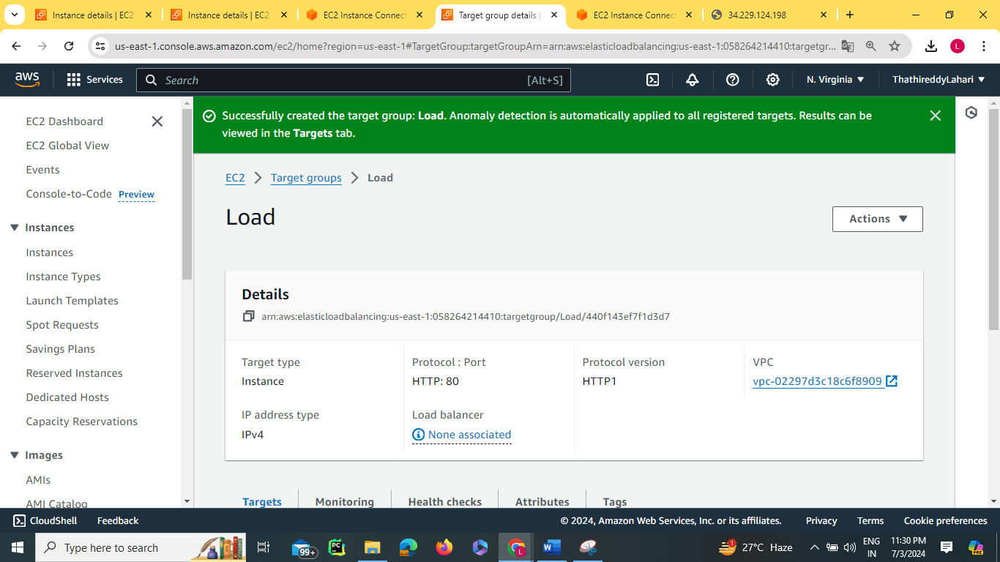 Instance details | EC2
Instance details | EC2
EC2 Instance Connect
Target group details |
EC2 Instance Connect
34.229.124.198
us-east-1.console.aws.amazon.com/ec2/home?region=us-east-1#TargetGroup:targetGroupArn=arn:aws:elasticloadbalancing:us-east-1:058264214410:targetgr...
L
aws
Services
Search
[Alt+S]
N. Virginia
ThathireddyLahari
EC2 Dashboard
EC2 Global View
Events
Console-to-Code Preview
Instances
Instances
Instance Types
Launch Templates
Spot Requests
Savings Plans
Reserved Instances
Dedicated Hosts
Capacity Reservations
Images
AMIs
AMI Catalog
Successfully created the target group: Load. Anomaly detection is automatically applied to all registered targets. Results can be
viewed in the Targets tab.
EC2 > Target groups > Load
Load
Actions
Details
arn:aws:elasticloadbalancing:us-east-1:058264214410:targetgroup/Load/440f143ef7f1d3d7
Target type
Instance
Protocol : Port
HTTP: 80
Protocol version
HTTP1
VPC
vpc-02297d3c18c6f8909
IP address type
IPv4
Load balancer
None associated
Targets
Monitoring
Health checks
Attributes
Tags
CloudShell
Feedback
© 2024, Amazon Web Services, Inc. or its affiliates.
Privacy
Terms
Cookie preferences
Type here to search
99+
PC
L
W
1
27°C Haze
ENG
IN
11:30 PM
7/3/2024
PRE